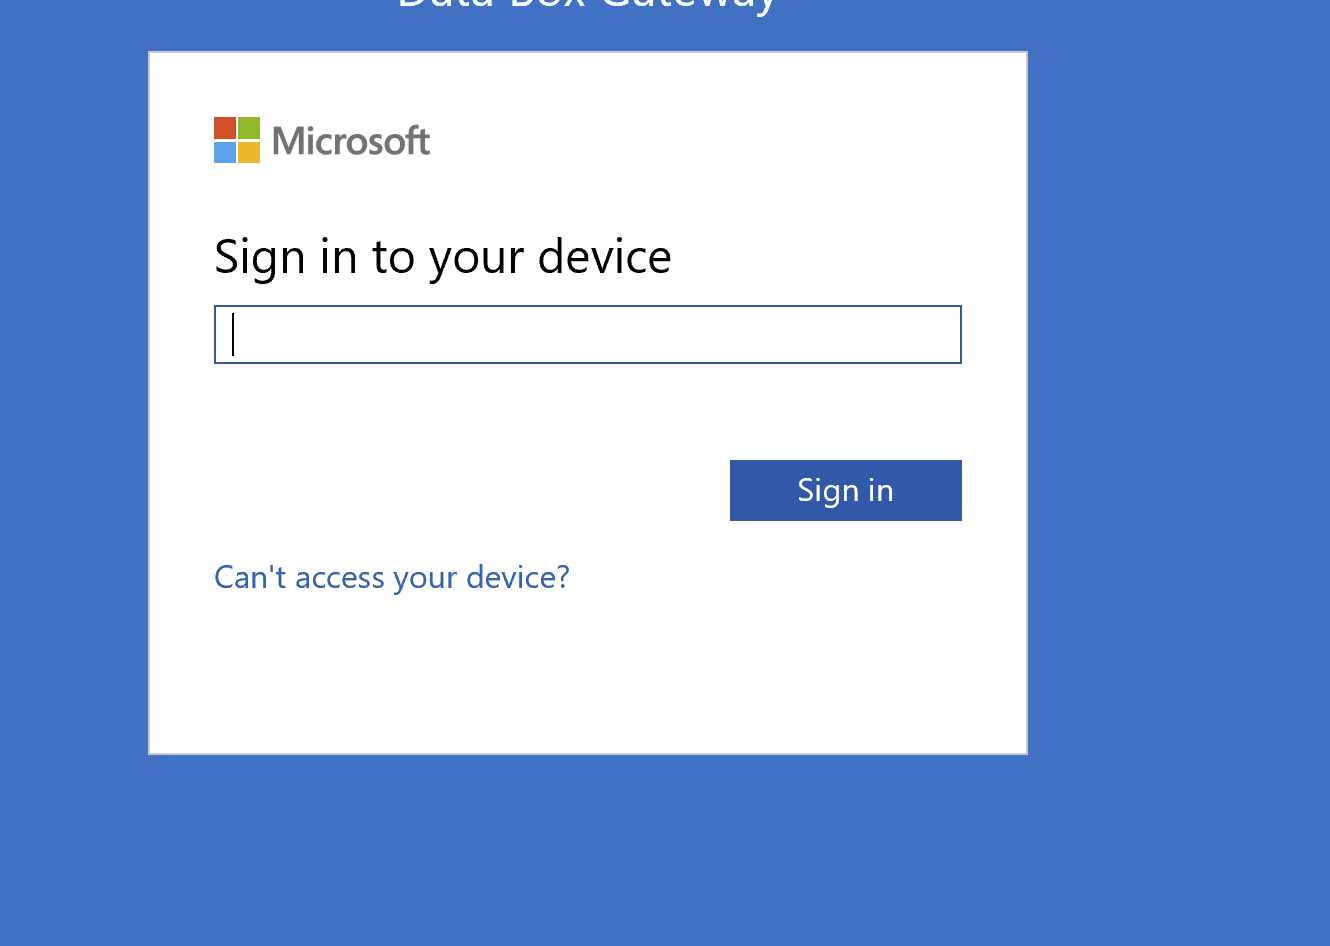 Data Box Gateway
Microsoft
Sign in to your device
Sign in
Can't access your device?